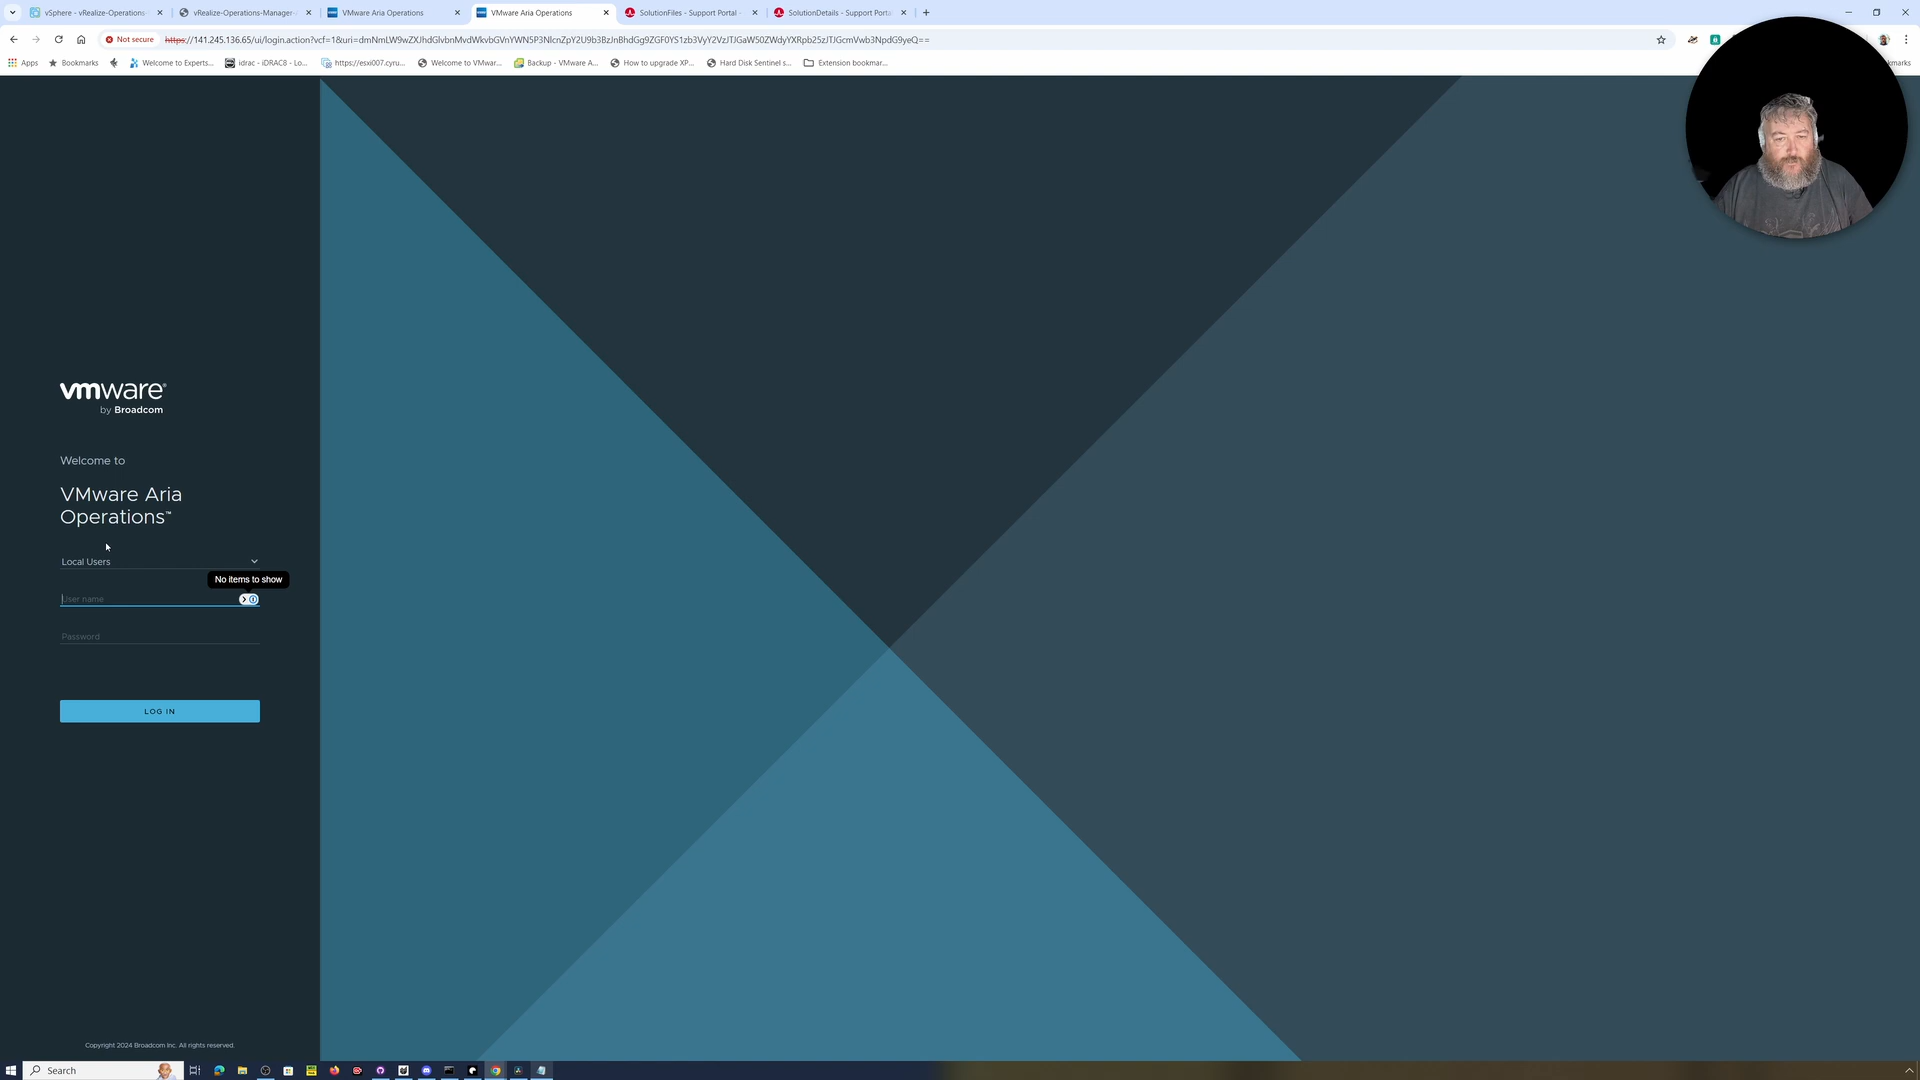 vSphere - vRealize-Operations
vRealize-Operations-Manager-
VMware Aria Operations
VMware Aria Operations
SolutionFiles - Support Portal -
SolutionDetails - Support Porta
Not secure
https://141.245.136.65/ui/login.action?vcf=1&uri=
Apps
Bookmarks
Welcome to Experts...
idrac - iDRAC8 - Lo...
https://esxi007.cyru...
Welcome to VMwar...
Backup - VMware A...
How to upgrade XP...
Hard Disk Sentinel s...
Extension bookmar...
kmarks
vmware®
by Broadcom
Welcome to
VMware Aria
Operations™
Local Users
No items to show
User name
Password
LOG IN
Copyright 2024 Broadcom Inc. All rights reserved.
Search